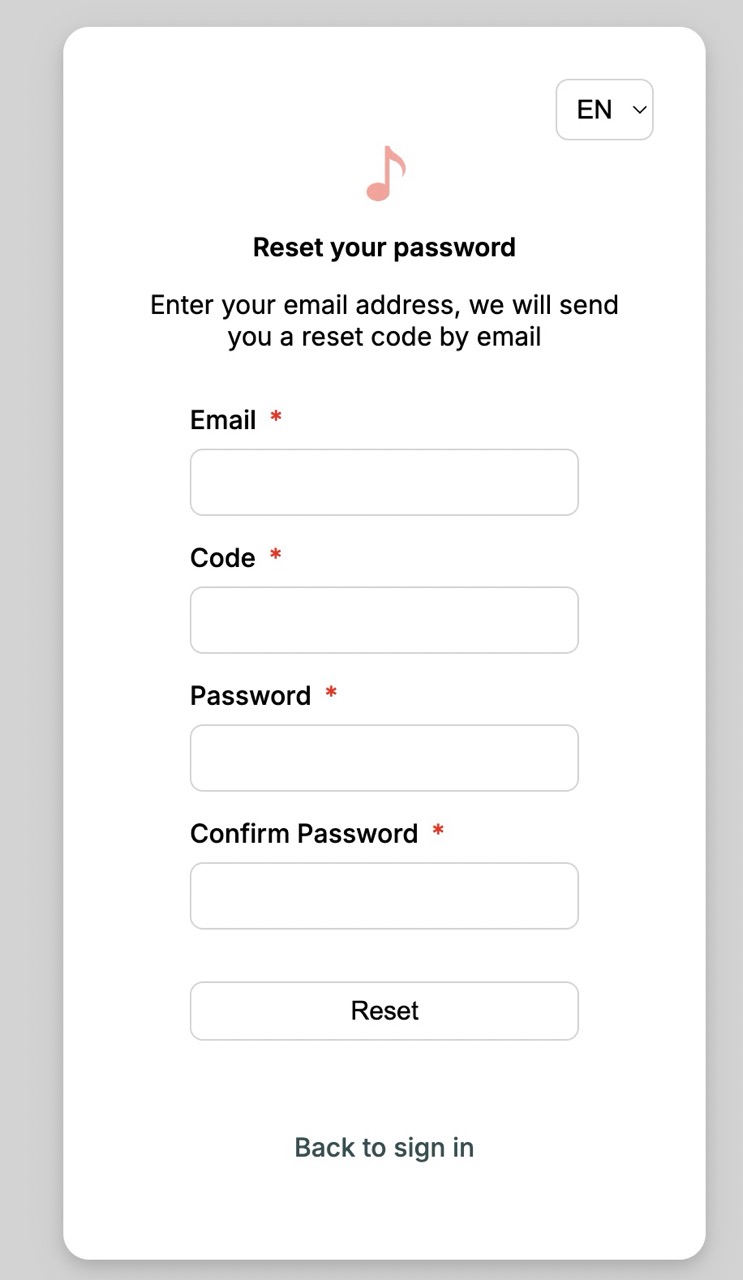 EN
Reset your password
Enter your email address, we will send
you a reset code by email
Email *
Code *
Password *
Confirm Password *
Reset
Back to sign in